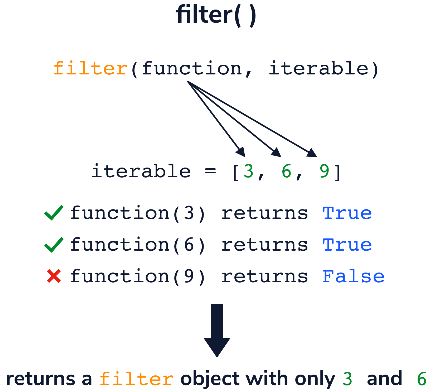 filter( )
filter(function, iterable)
iterable = [3, 6, 9]
function(3) returns True
function(6) returns True
function(9) returns False
returns a filter object with only 3 and 6